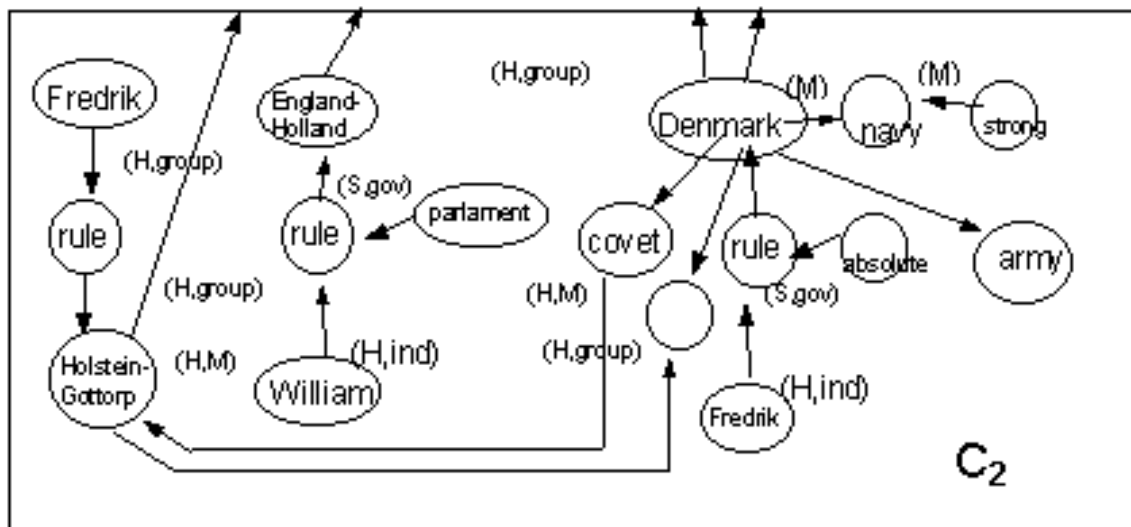 (H,group)
(M)
(M)
Fredrik
England-
Holland
Denmark
navy
strong
(H,group)
(S,gov)
parlament
rule
rule
covet
rule
absolute
army
(H,group)
(H,M)
(S,gov)
(H,M)
(H,group)
Holstein-
Gottorp
(H,ind)
William
(H,ind)
Fredrik
C2